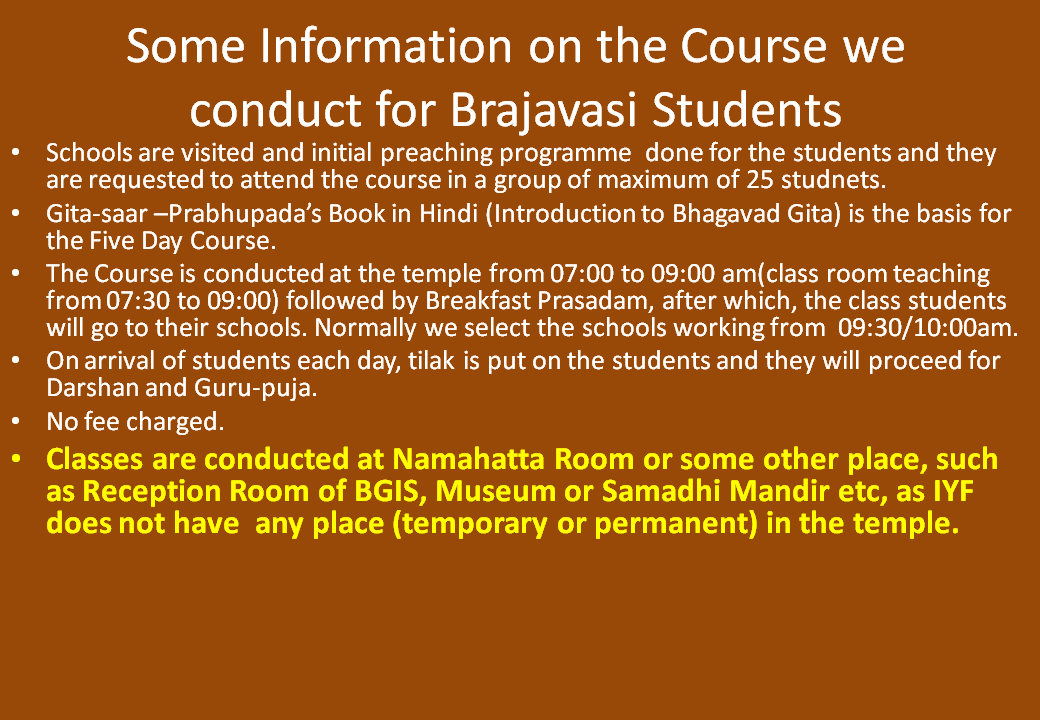 Some Information on the Course we
conduct for Brajavasi Students
• Schools are visited and initial preaching programme  done for the students and they
are requested to attend the course in a group of maximum of 25 studnets.
• Gita-saar –Prabhupada’s Book in Hindi (Introduction to Bhagavad Gita) is the basis for
the Five Day Course.
• The Course is conducted at the temple from 07:00 to 09:00 am(class room teaching
from 07:30 to 09:00) followed by Breakfast Prasadam, after which, the class students
will go to their schools. Normally we select the schools working from  09:30/10:00am.
• On arrival of students each day, tilak is put on the students and they will proceed for
Darshan and Guru-puja.
• No fee charged.
• Classes are conducted at Namahatta Room or some other place, such
as Reception Room of BGIS, Museum or Samadhi Mandir etc, as IYF
does not have  any place (temporary or permanent) in the temple.